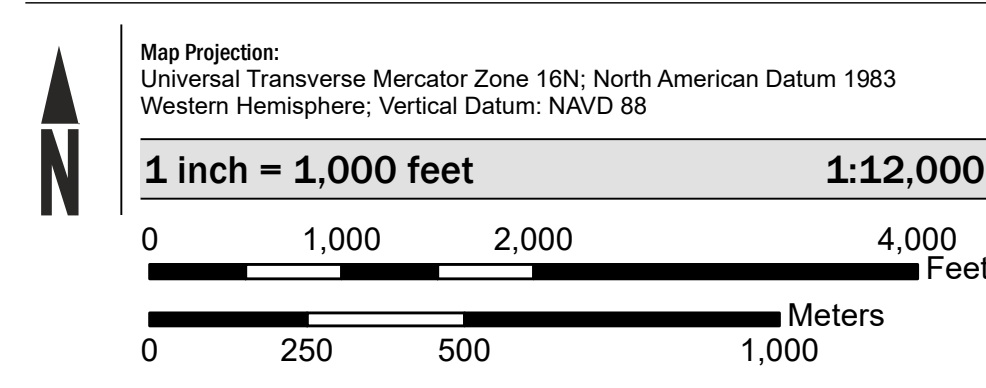 N
Map Projection:
Universal Transverse Mercator Zone 16N; North American Datum 1983
Western Hemisphere; Vertical Datum: NAVD 88
1 inch = 1,000 feet 1:12,000
0 1,000 2,000 4,000
Feet
Meters
0 250 500 1,000